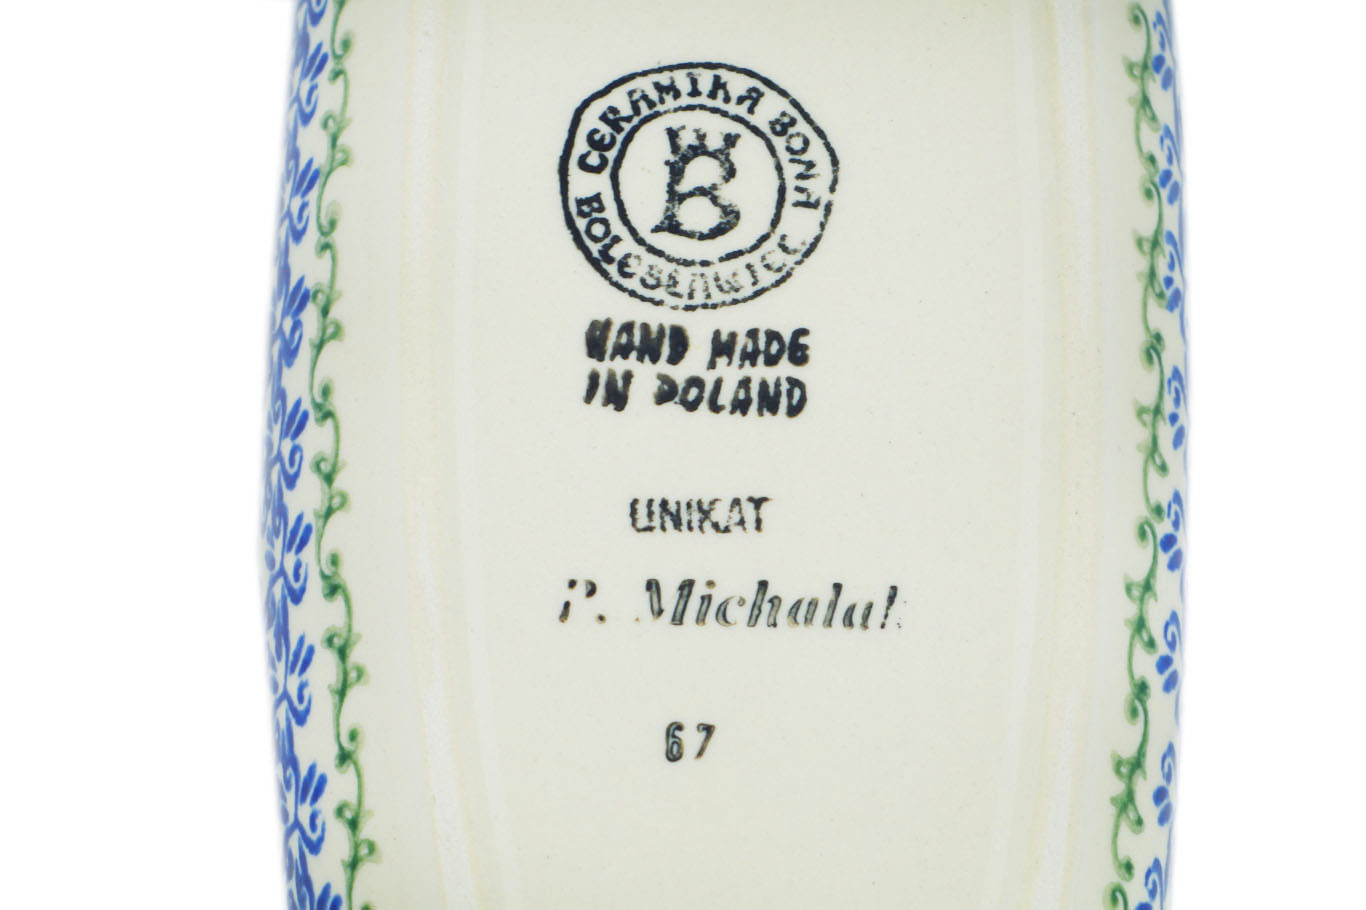 CERAMIKA BONA
BOLESŁAWIEC
B
HAND MADE
IN POLAND
UNIKAT
P. Michalak
67